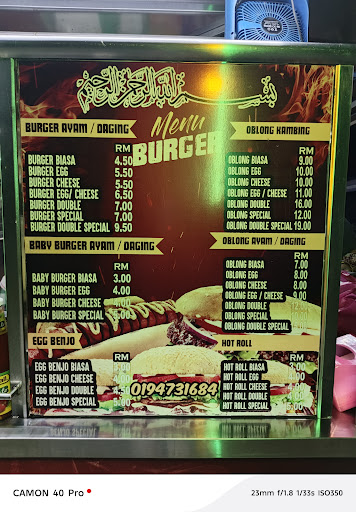 بسم الله الرحمن الرحيم
Menu
BURGER
BURGER AYAM / DAGING
RM
BURGER BIASA 4.50
BURGER EGG 5.50
BURGER CHEESE 5.50
BURGER EGG/ CHEESE 6.50
BURGER DOUBLE 7.00
BURGER SPECIAL 7.00
BURGER DOUBLE SPECIAL 9.50
BABY BURGER AYAM / DAGING
RM
BABY BURGER BIASA 3.00
BABY BURGER EGG 4.00
BABY BURGER CHEESE 4.00
BABY BURGER SPECIAL 5.00
EGG BENJO
RM
EGG BENJO BIASA
EGG BENJO CHEESE
EGG BENJO DOUBLE
EGG BENJO SPECIAL 5.00
OBLONG KAMBING
RM
OBLONG BIASA 9.00
OBLONG EGG 10.00
OBLONG CHEESE 10.00
OBLONG EGG / CHEESE 11.00
OBLONG DOUBLE 16.00
OBLONG SPECIAL 12.00
OBLONG DOUBLE SPECIAL 19.00
OBLONG AYAM / DAGING
RM
OBLONG BIASA 7.00
OBLONG EGG 8.00
OBLONG CHEESE 8.00
OBLONG EGG / CHEESE 9.00
OBLONG DOUBLE 12.00
OBLONG SPECIAL
OBLONG DOUBLE SPECIAL
HOT ROLL
RM
HOT ROLL BIASA
HOT ROLL EGG
HOT ROLL CHEESE
HOT ROLL DOUBLE
HOT ROLL SPECIAL
0194731684
CAMON 40 Pro
23mm f/1.8 1/33s ISO350